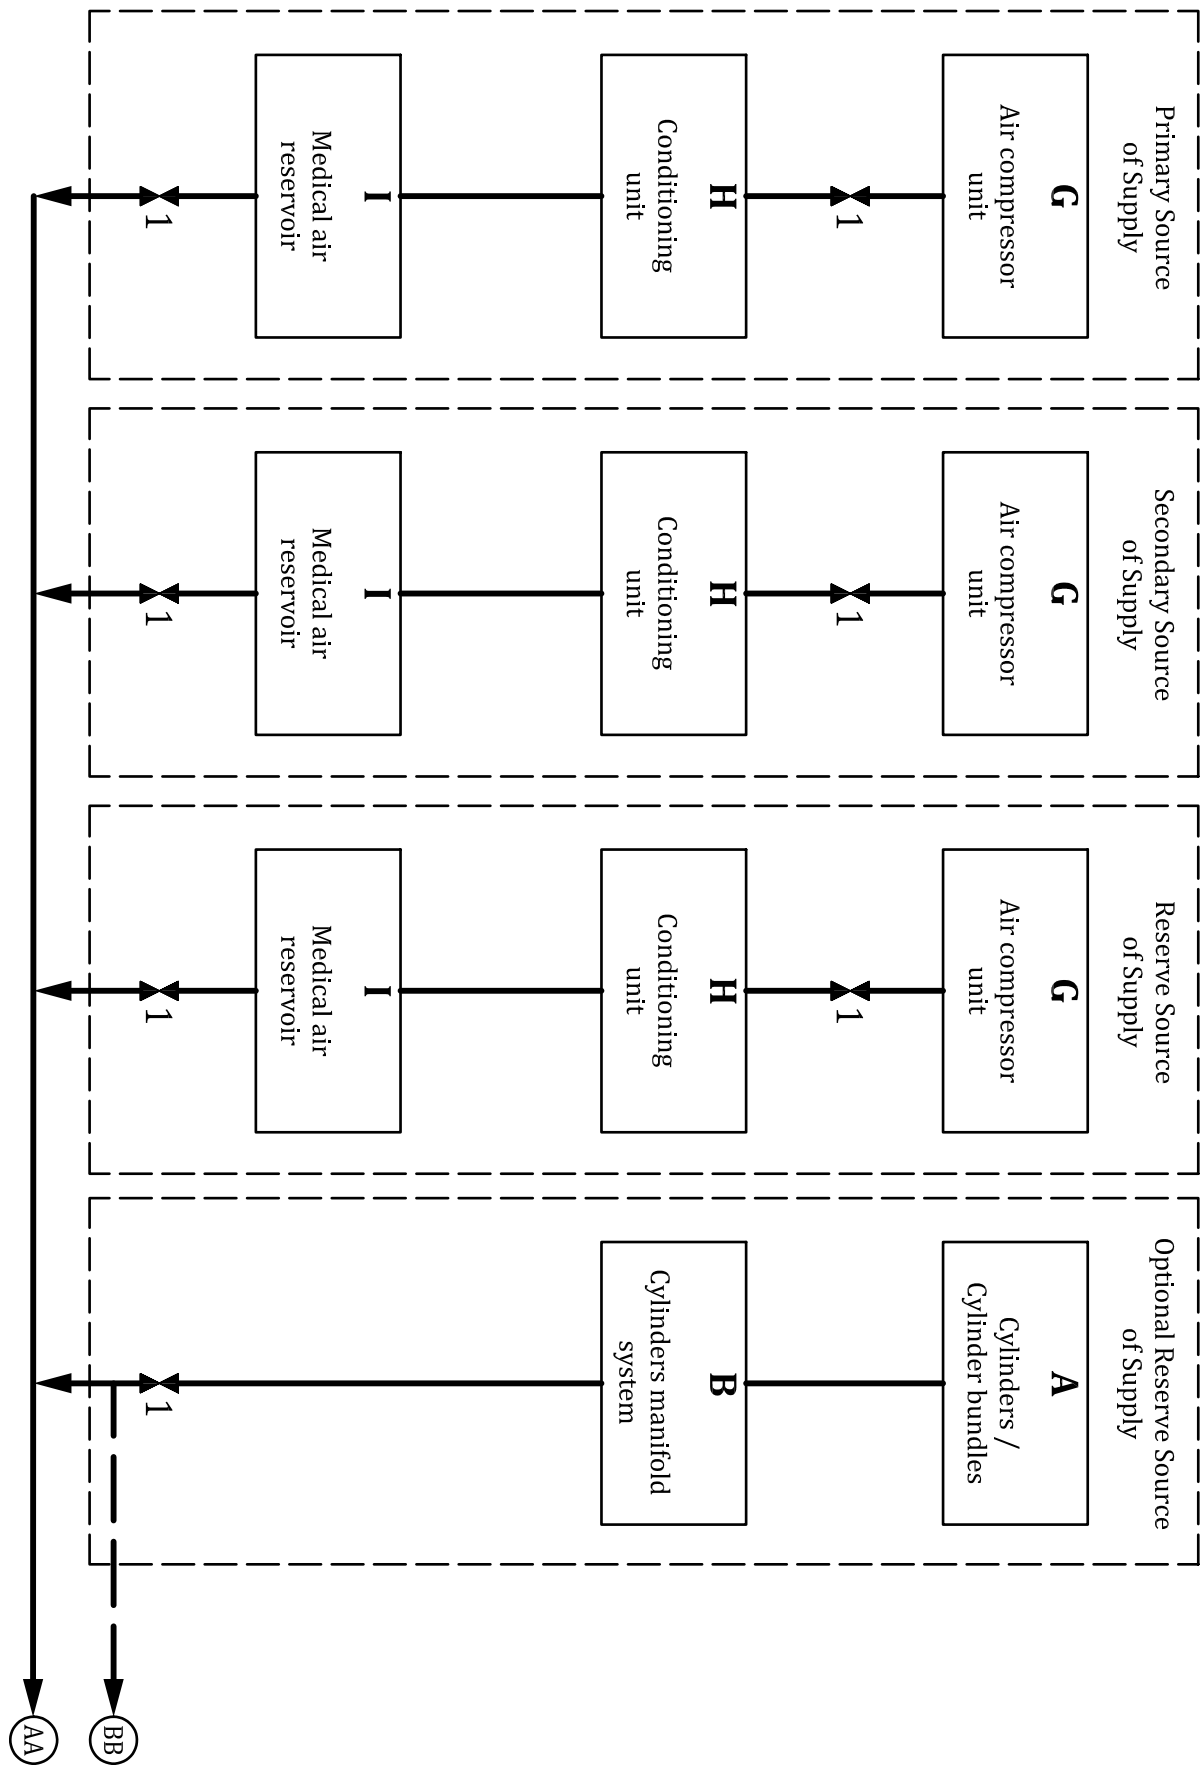 Primary Source
of Supply
G
Air compressor
unit
1
H
Conditioning
unit
I
Medical air
reservoir
1
Secondary Source
of Supply
G
Air compressor
unit
1
H
Conditioning
unit
I
Medical air
reservoir
1
Reserve Source
of Supply
G
Air compressor
unit
1
H
Conditioning
unit
I
Medical air
reservoir
1
Optional Reserve Source
of Supply
A
Cylinders /
Cylinder bundles
B
Cylinders manifold
system
1
BB
AA